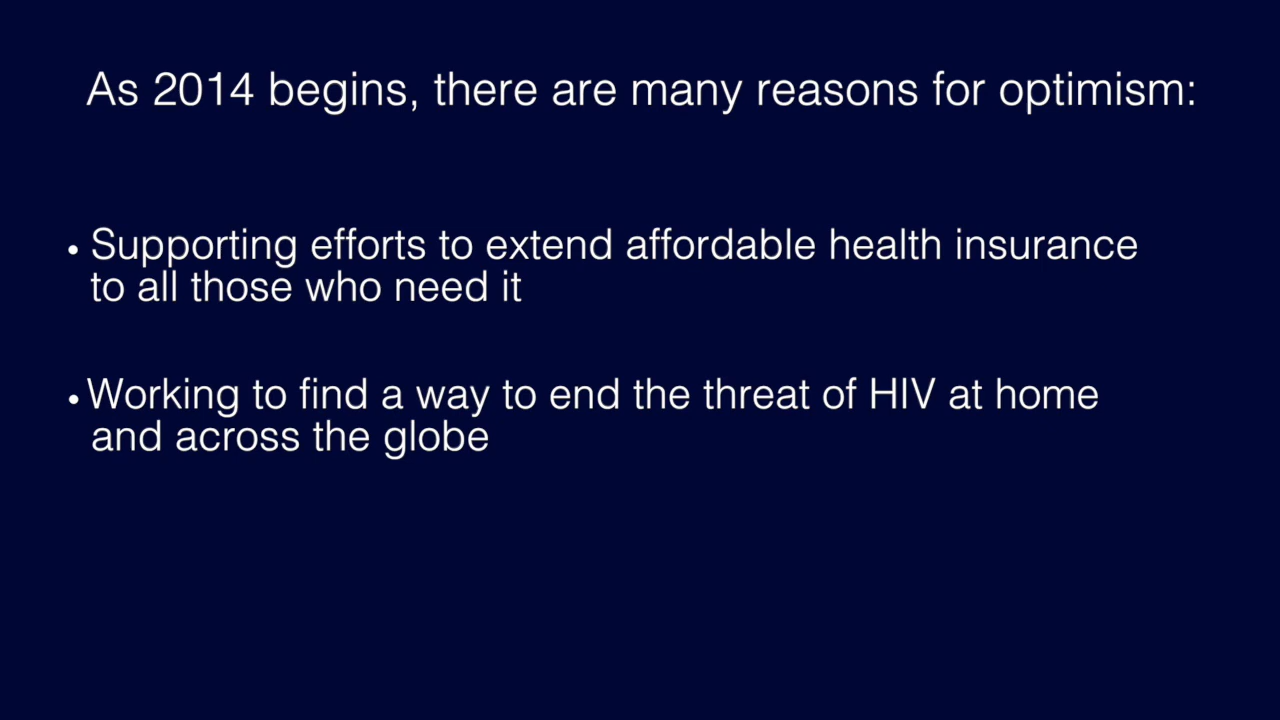 As 2014 begins, there are many reasons for optimism:
• Supporting efforts to extend affordable health insurance
to all those who need it
• Working to find a way to end the threat of HIV at home
and across the globe